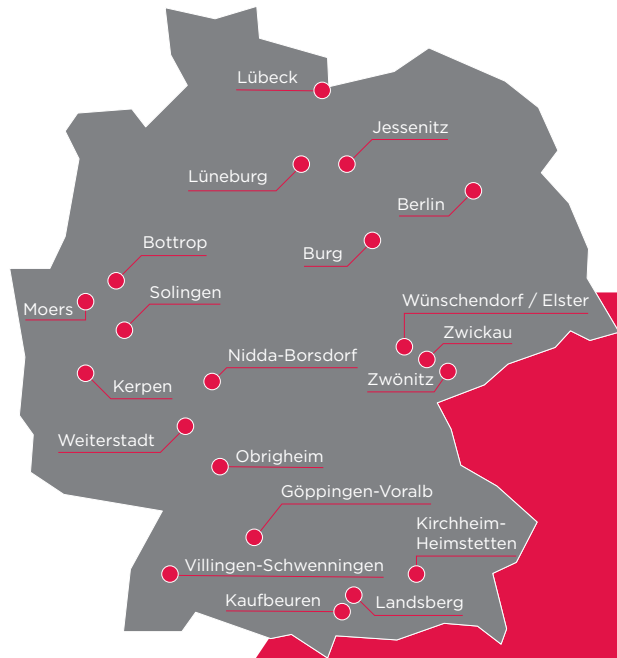 Lübeck
Jessenitz
Lüneburg
Berlin
Bottrop
Burg
Solingen
Moers
Wünschendorf / Elster
Zwickau
Nidda-Borsdorf
Zwönitz
Kerpen
Weiterstadt
Obrigheim
Göppingen-Voralb
Kirchheim-
Heimstetten
Villingen-Schwenningen
Kaufbeuren
Landsberg